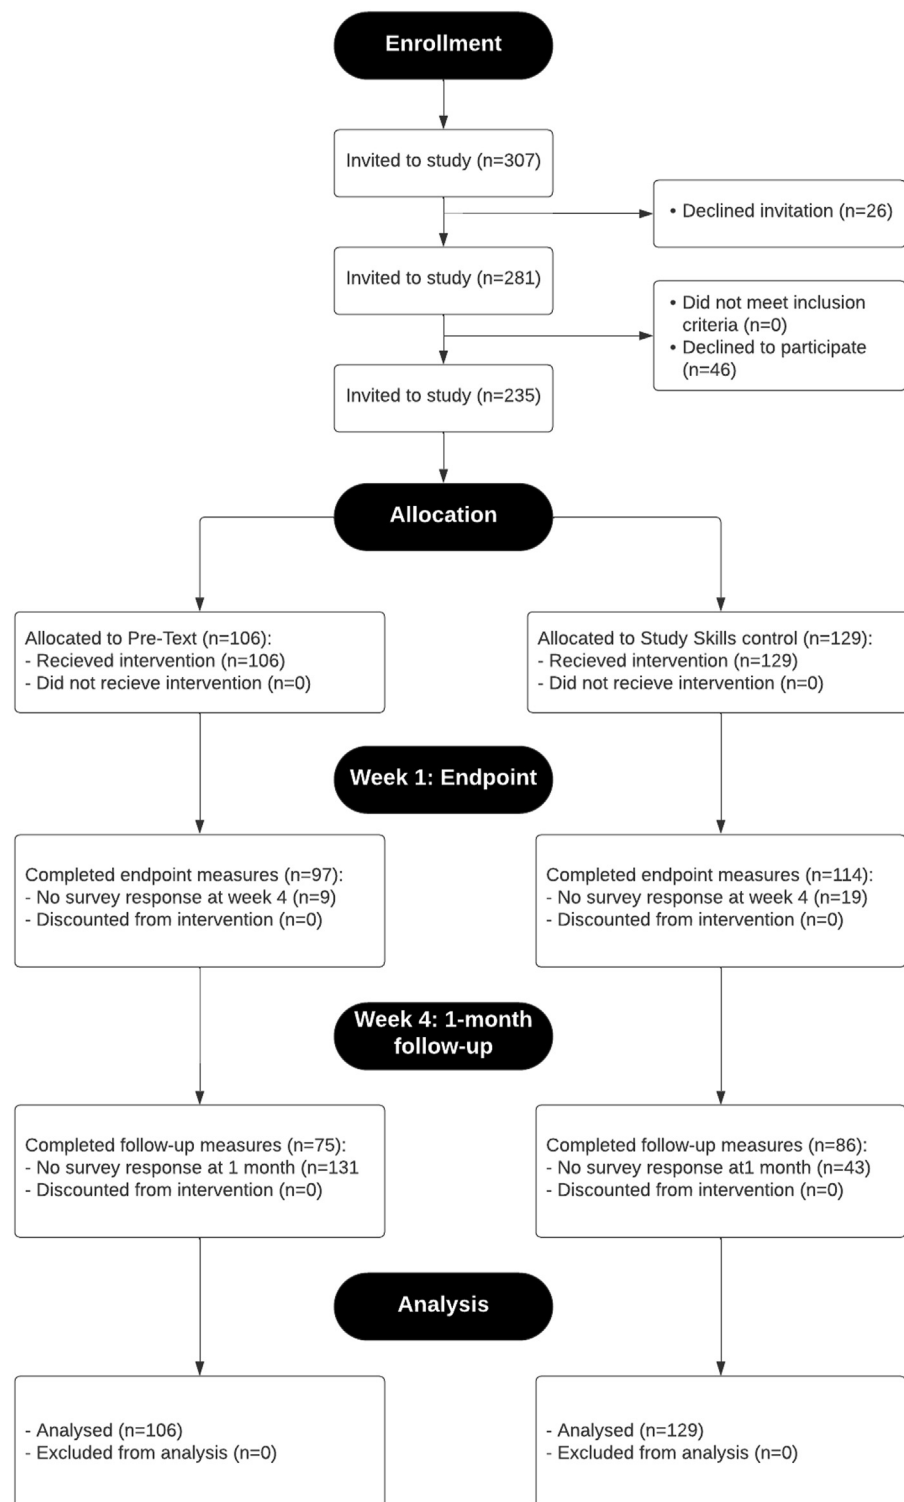 Enrollment
Invited to study (n=307)
• Declined invitation (n=26)
Invited to study (n=281)
• Did not meet inclusion
criteria (n=0)
• Declined to participate
(n=46)
Invited to study (n=235)
Allocation
Allocated to Pre-Text (n=106):
- Recieved intervention (n=106)
- Did not recieve intervention (n=0)
Allocated to Study Skills control (n=129):
- Recieved intervention (n=129)
- Did not recieve intervention (n=0)
Week 1: Endpoint
Completed endpoint measures (n=97):
- No survey response at week 4 (n=9)
- Discounted from intervention (n=0)
Completed endpoint measures (n=114):
- No survey response at week 4 (n=19)
- Discounted from intervention (n=0)
Week 4: 1-month
follow-up
Completed follow-up measures (n=75):
- No survey response at 1 month (n=131
- Discounted from intervention (n=0)
Completed follow-up measures (n=86):
- No survey response at1 month (n=43)
- Discounted from intervention (n=0)
Analysis
- Analysed (n=106)
- Excluded from analysis (n=0)
- Analysed (n=129)
- Excluded from analysis (n=0)